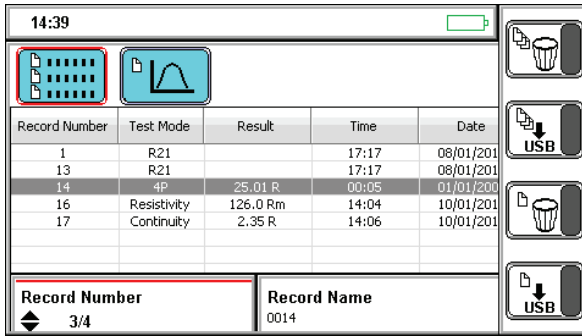 14:39
Record Number Test Mode Result Time Date
1 R21 17:17 08/01/201
13 R21 17:17 08/01/201
14 4P 25.01 R 00:05 01/01/200
16 Resistivity 126.0 Rm 14:04 10/01/201
17 Continuity 2.35 R 14:06 10/01/201
Record Number
3/4
Record Name
0014
USB
USB